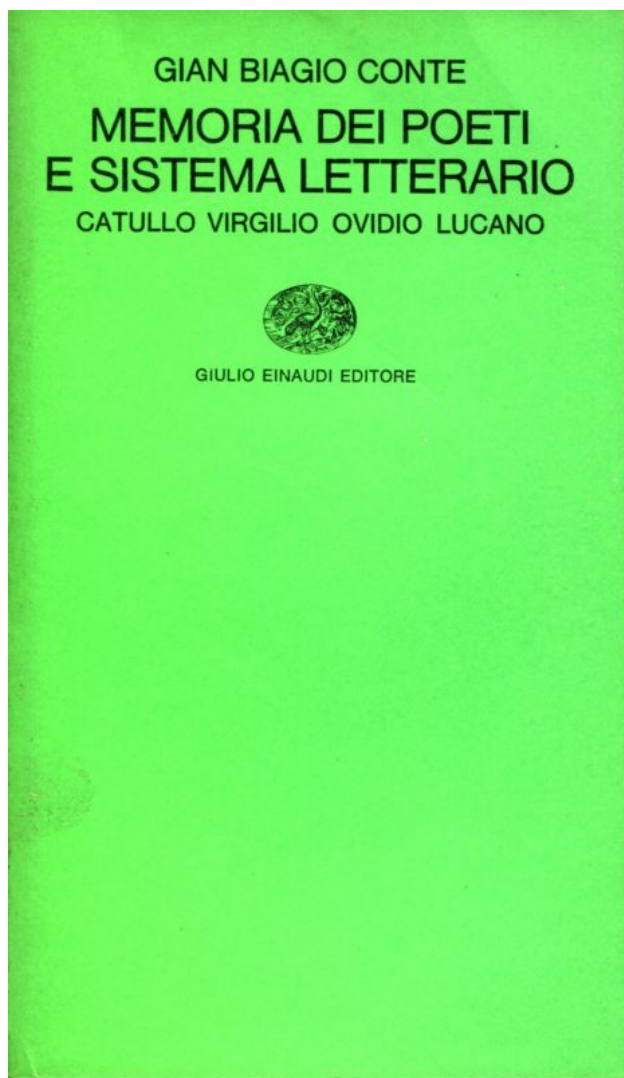 GIAN BIAGIO CONTE
MEMORIA DEI POETI
E SISTEMA LETTERARIO
CATULLO VIRGILIO OVIDIO LUCANO
GIULIO EINAUDI EDITORE